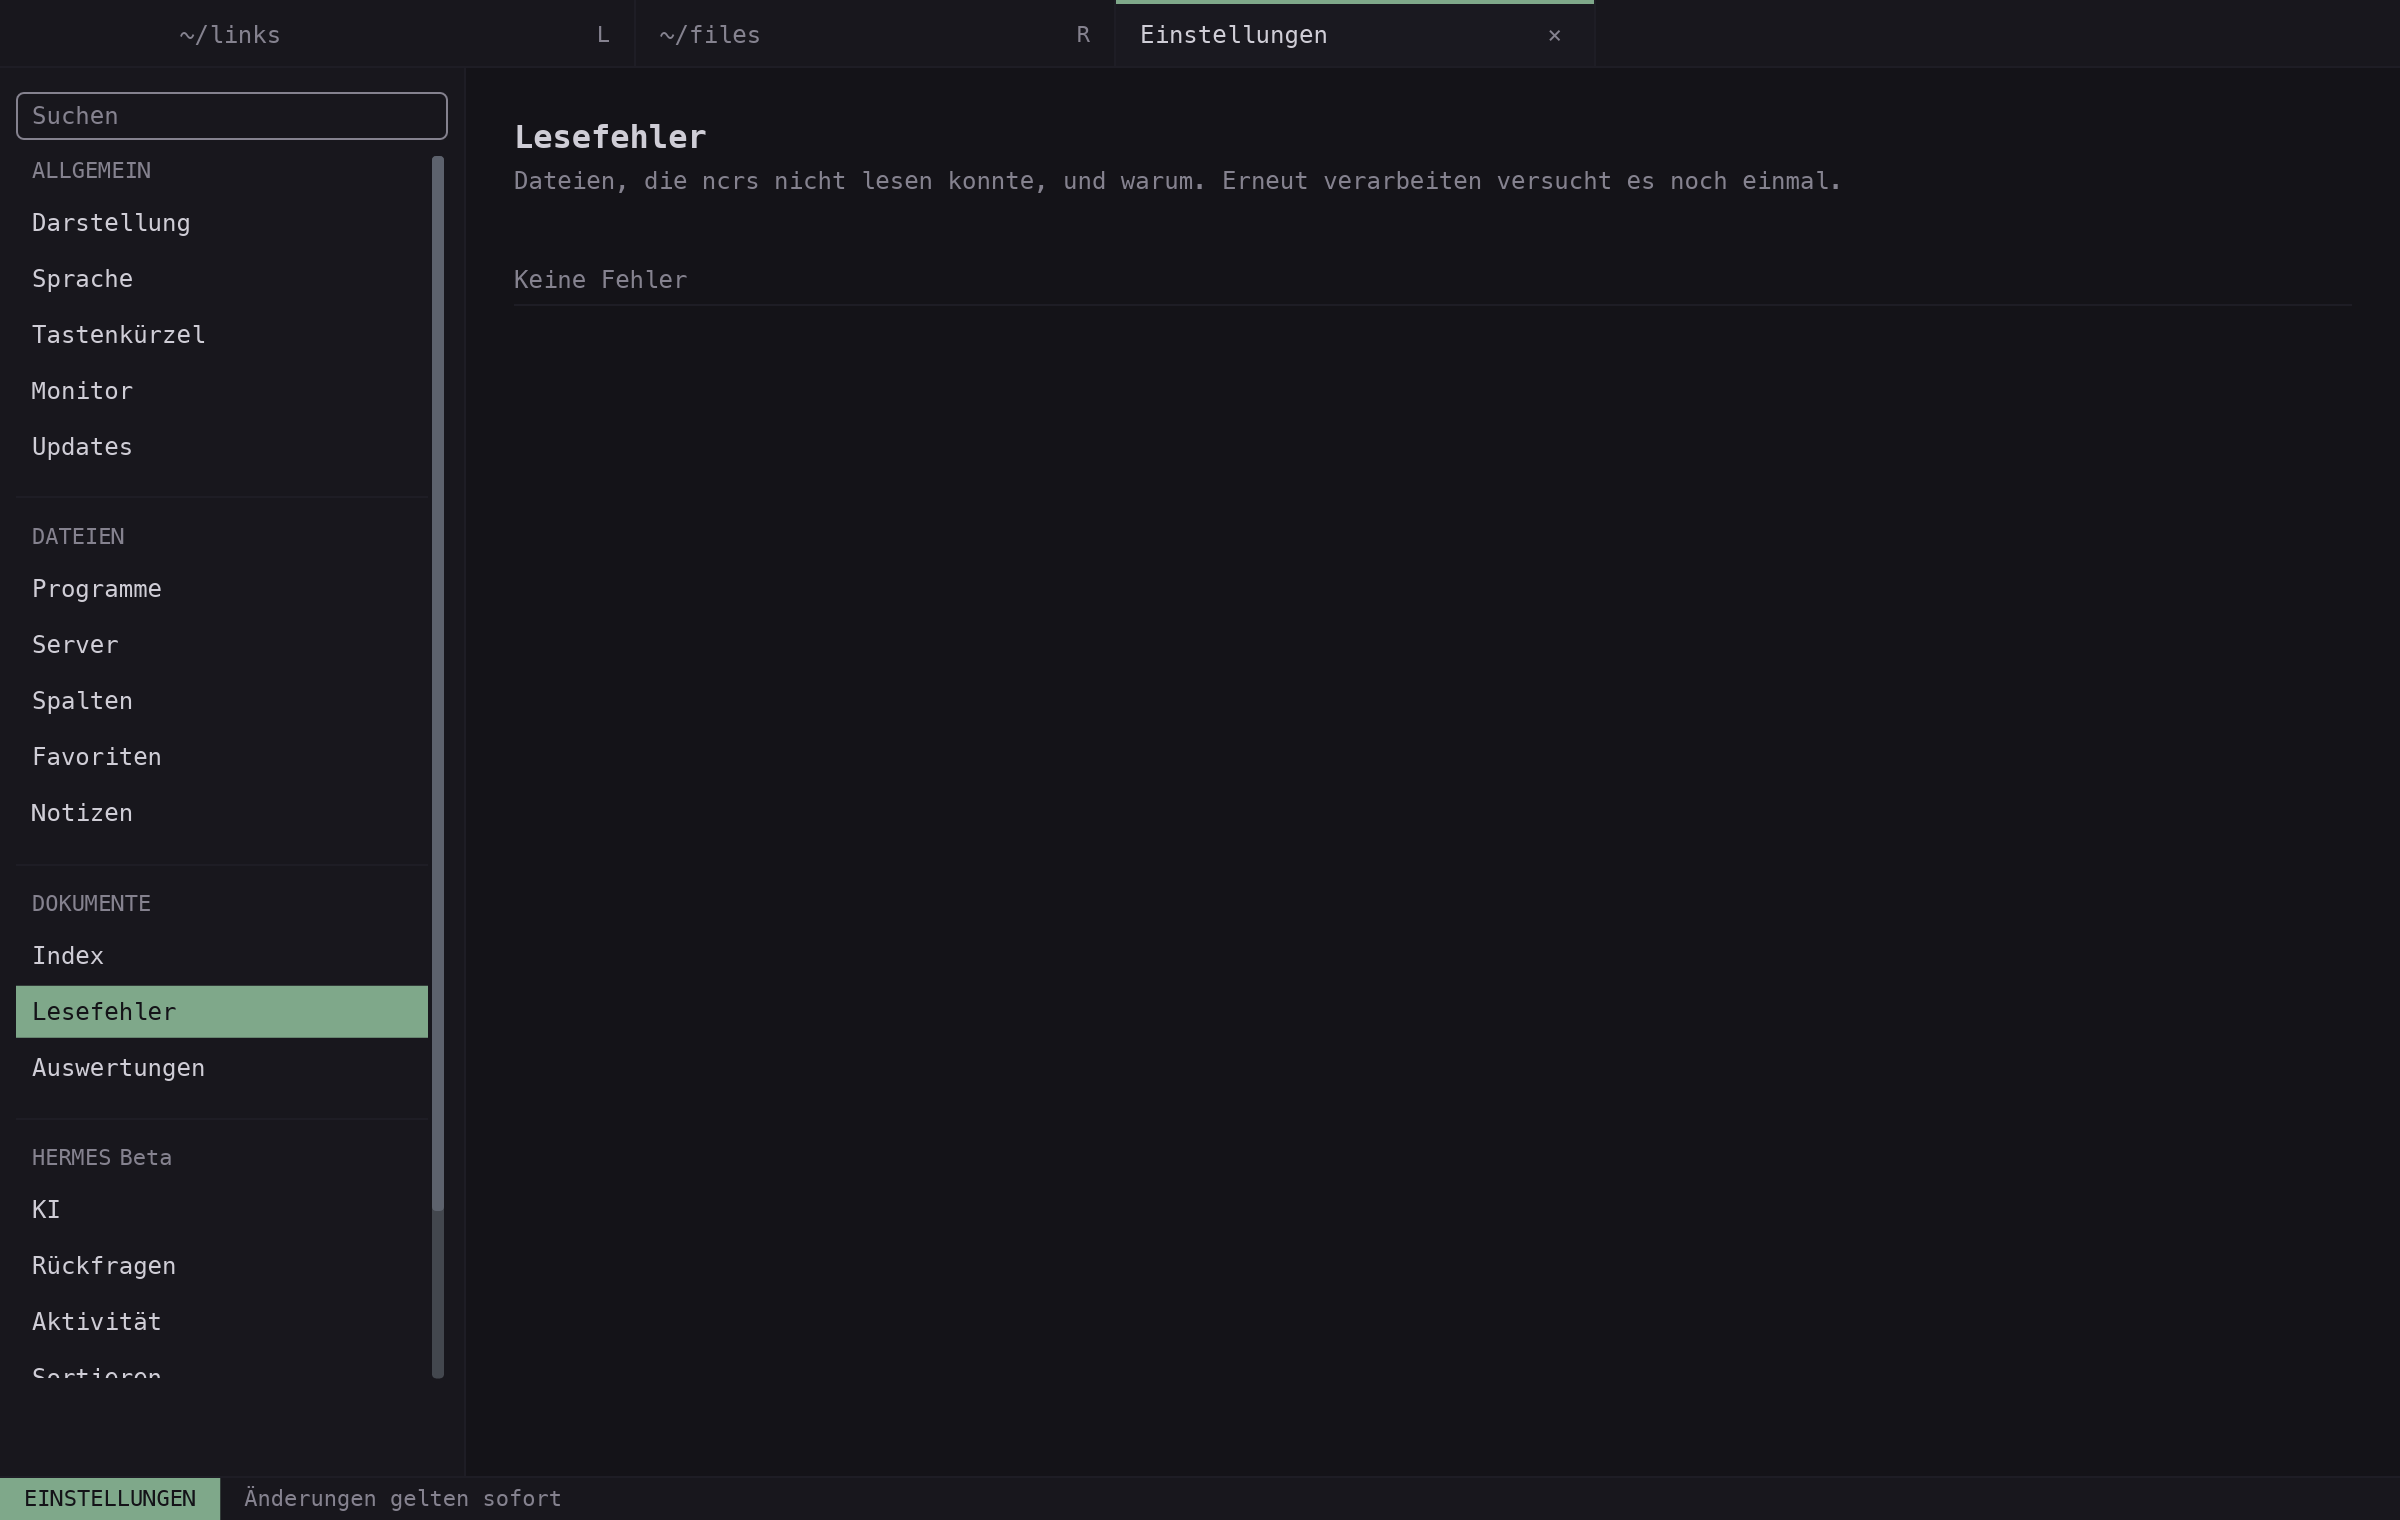 ~/links L ~/files R Einstellungen ×
Suchen
ALLGEMEIN
Darstellung
Sprache
Tastenkürzel
Monitor
Updates
DATEIEN
Programme
Server
Spalten
Favoriten
Notizen
DOKUMENTE
Index
Lesefehler
Auswertungen
HERMES Beta
KI
Rückfragen
Aktivität
Sortieren
Lesefehler
Dateien, die ncrs nicht lesen konnte, und warum. Erneut verarbeiten versucht es noch einmal.
Keine Fehler
EINSTELLUNGEN Änderungen gelten sofort